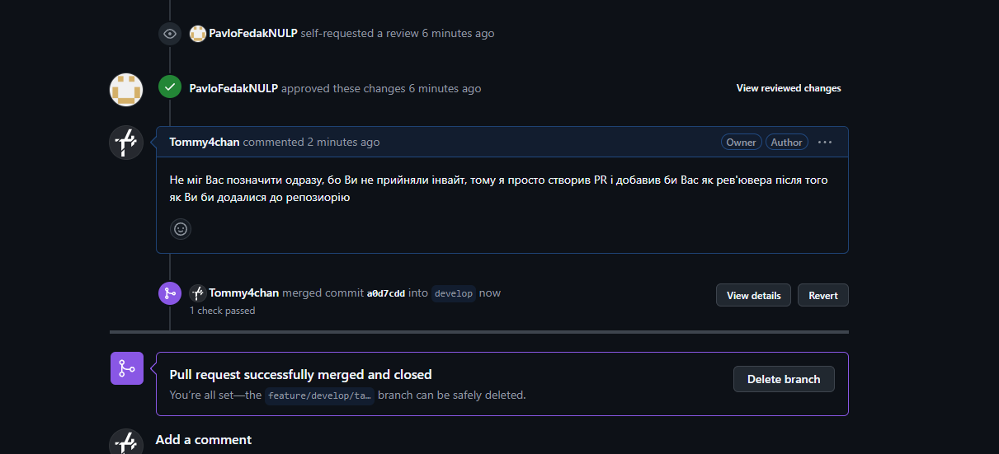 PavloFedakNULP self-requested a review 6 minutes ago
PavloFedakNULP approved these changes 6 minutes ago View reviewed changes
Tommy4chan commented 2 minutes ago Owner Author ...
Не міг Вас позначити одразу, бо Ви не прийняли інвайт, тому я просто створив PR і добавив би Вас як рев'ювера після того
як Ви би додалися до репозиорію
Tommy4chan merged commit a0d7cdd into develop now View details Revert
1 check passed
Pull request successfully merged and closed
Delete branch
You're all set—the feature/develop/ta… branch can be safely deleted.
Add a comment